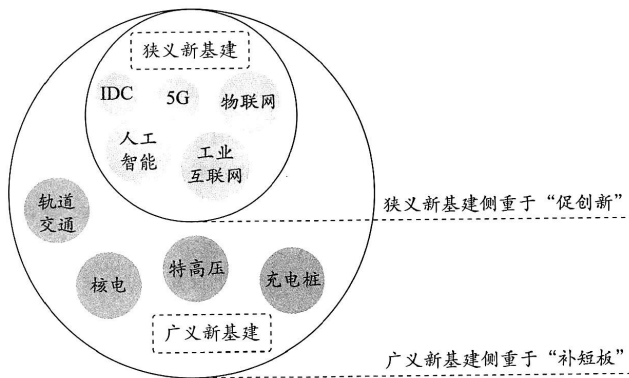 狭义新基建
IDC
5G
物联网
人工
智能
工业
互联网
轨道
交通
狭义新基建侧重于“促创新”
核电
特高压
充电桩
广义新基建
广义新基建侧重于“补短板”